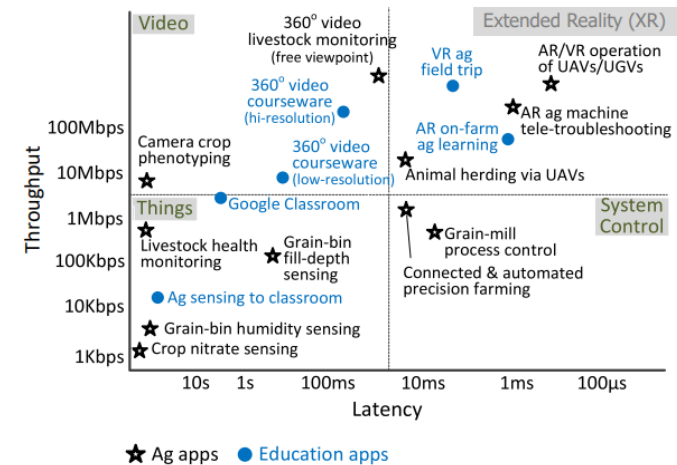 Video
360° video
livestock monitoring
(free viewpoint)
Extended Reality (XR)
VR ag
field trip
AR/VR operation
of UAVs/UGVs
360° video
courseware
(hi-resolution)
AR ag machine
tele-troubleshooting
AR on-farm
ag learning
100Mbps
Camera crop
phenotyping
360° video
courseware
(low-resolution)
Animal herding via UAVs
10Mbps
Throughput
Things
Google Classroom
System
Control
1Mbps
Livestock health
monitoring
Grain-bin
fill-depth
sensing
Grain-mill
process control
Connected & automated
precision farming
100Kbps
Ag sensing to classroom
10Kbps
Grain-bin humidity sensing
Crop nitrate sensing
1Kbps
10s 1s 100ms 10ms 1ms 100µs
Latency
Ag apps Education apps